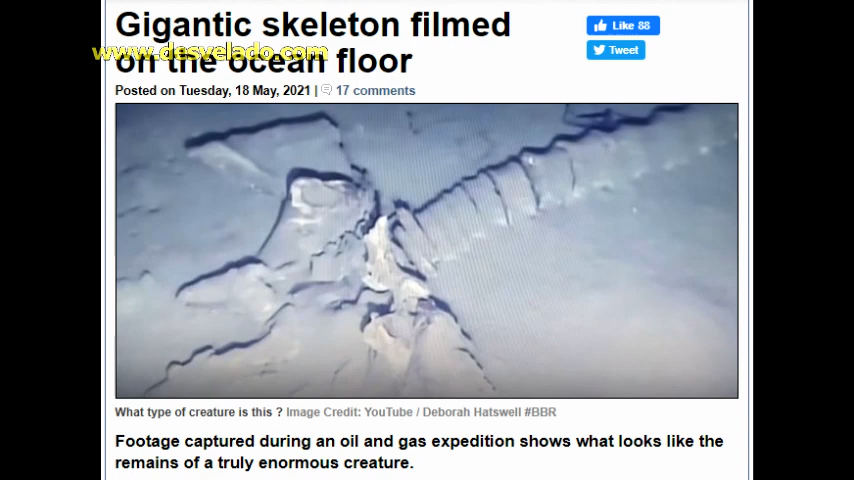 Gigantic skeleton filmed
on the ocean floor
www.desvelado.com
Like 88
Tweet
Posted on Tuesday, 18 May, 2021 | 17 comments
What type of creature is this ? Image Credit: YouTube / Deborah Hatswell #BBR
Footage captured during an oil and gas expedition shows what looks like the
remains of a truly enormous creature.